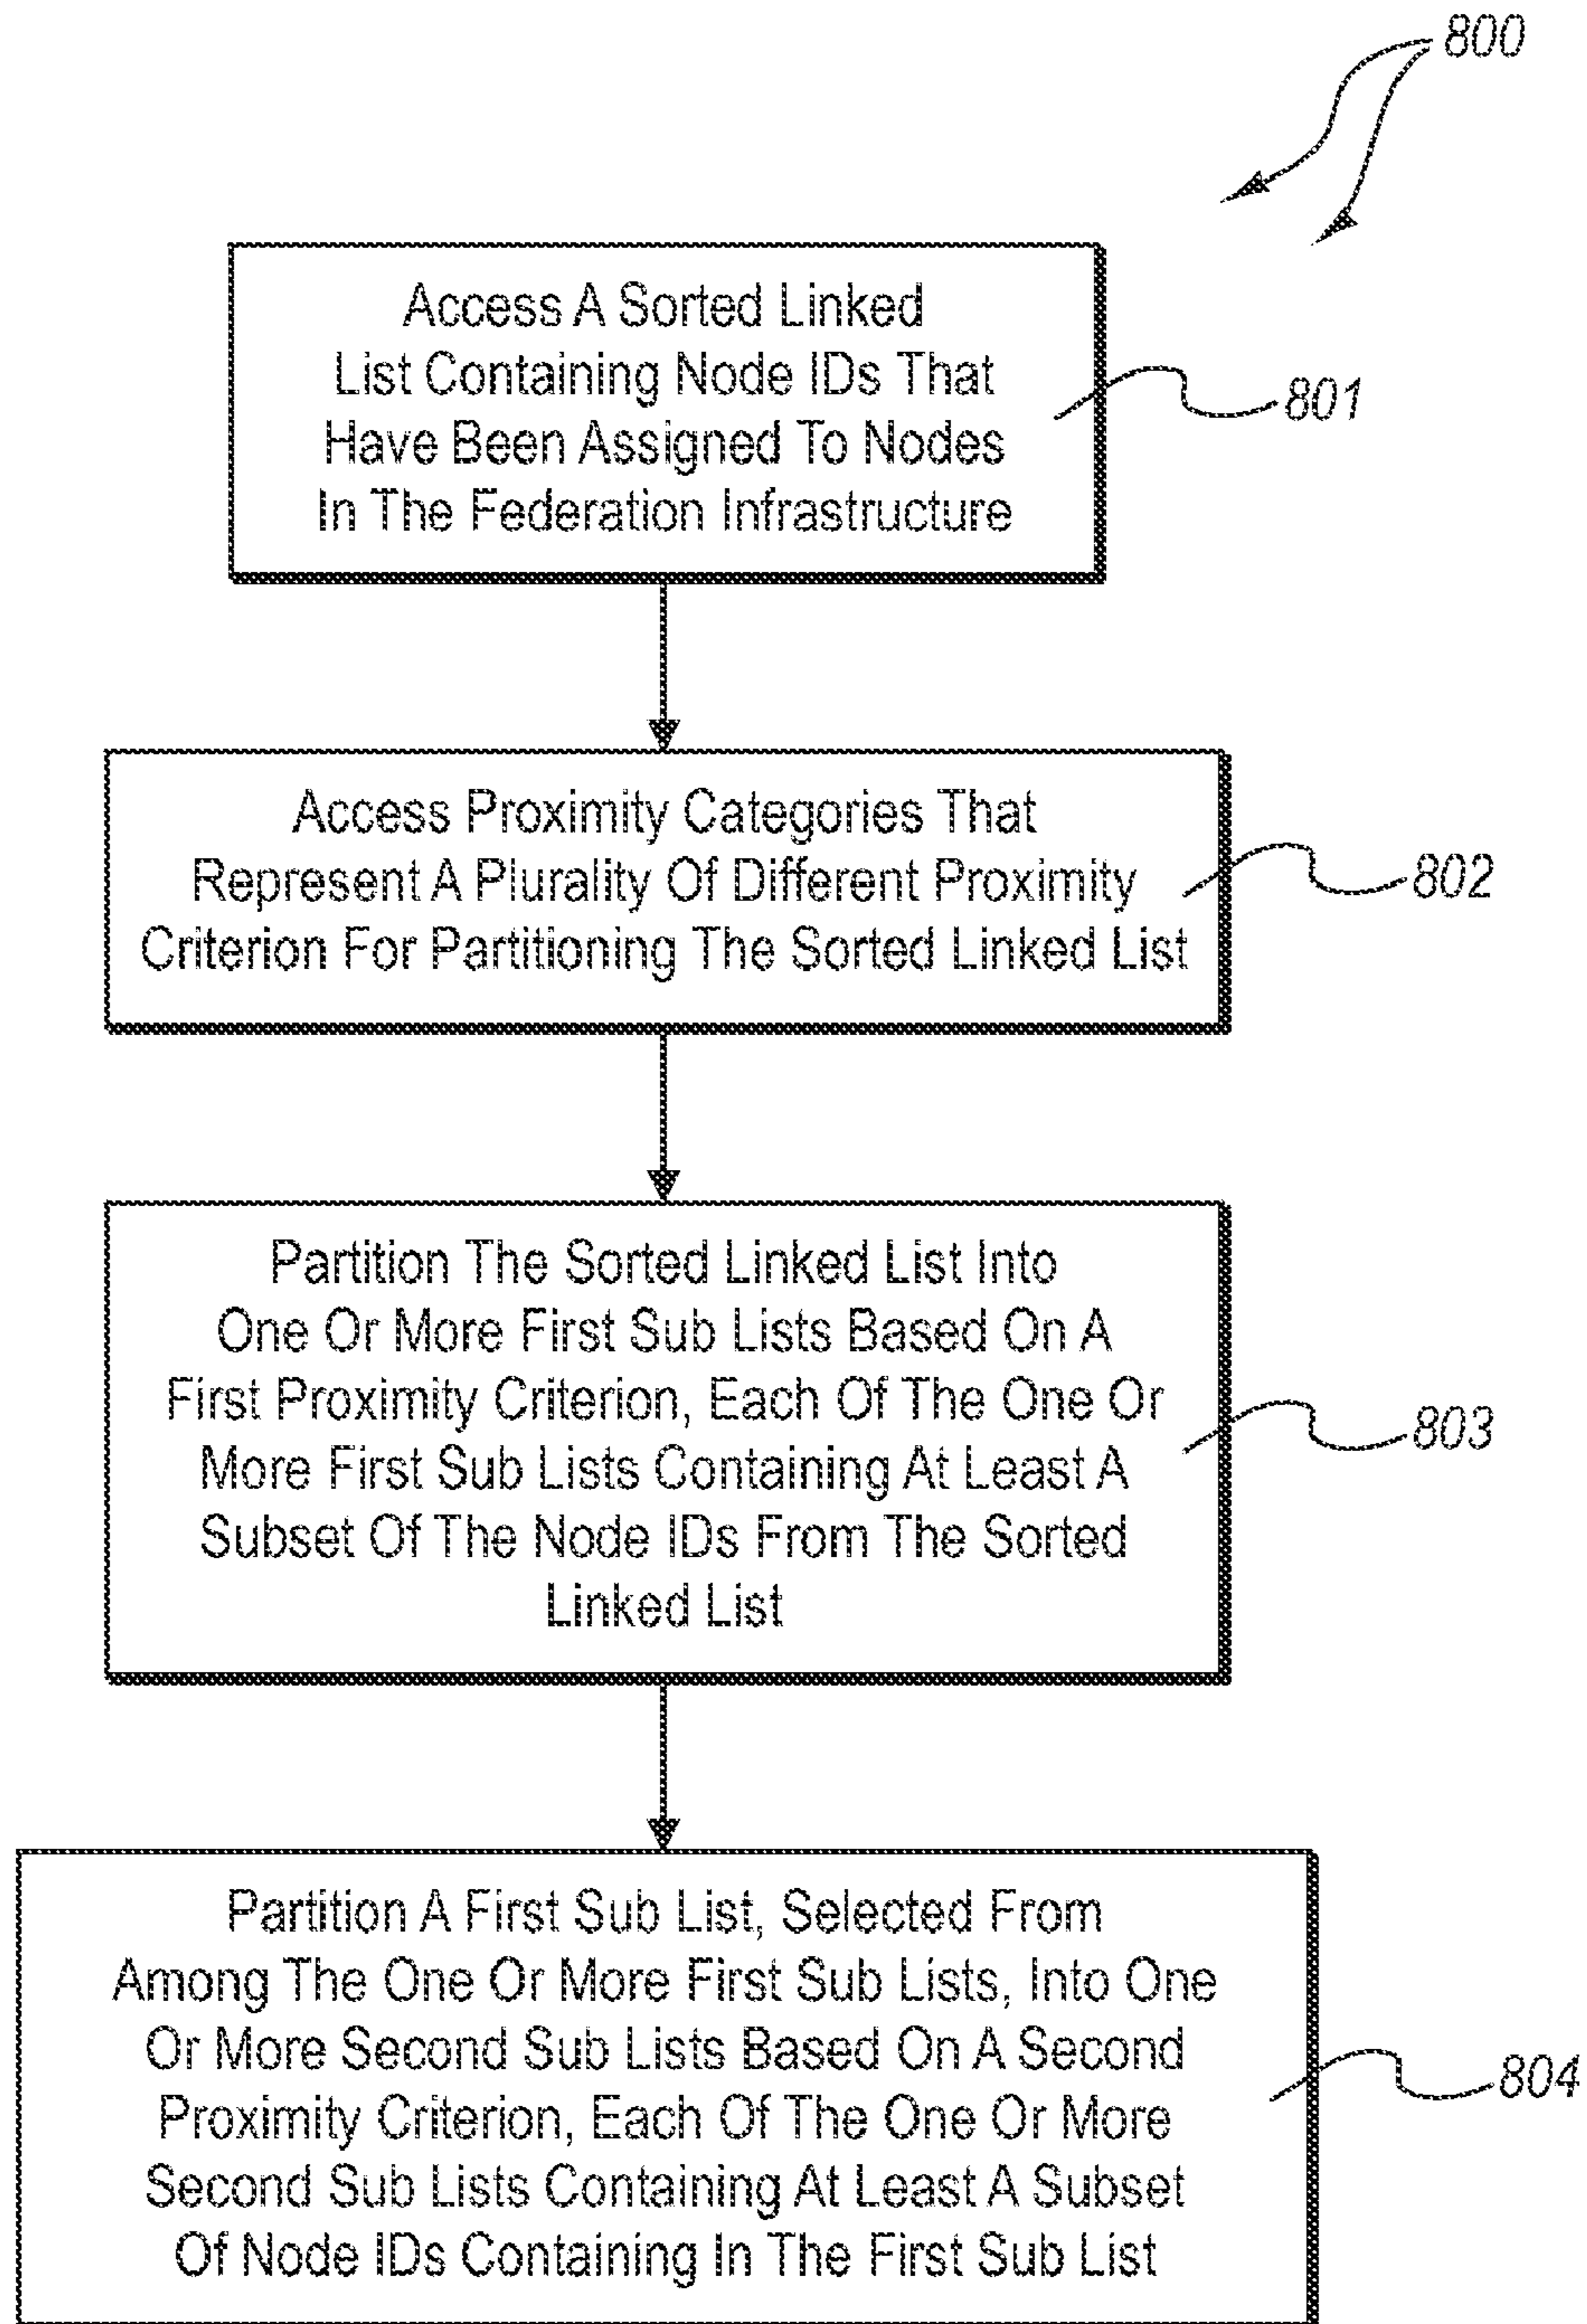 800
Access A Sorted Linked
List Containing Node IDs That
Have Been Assigned To Nodes
In The Federation Infrastructure
801
Access Proximity Categories That
Represent A Plurality Of Different Proximity
Criterion For Partitioning The Sorted Linked List
802
Partition The Sorted Linked List Into
One Or More First Sub Lists Based On A
First Proximity Criterion, Each Of The One Or
More First Sub Lists Containing At Least A
Subset Of The Node IDs From The Sorted
Linked List
803
Partition A First Sub List, Selected From
Among The One Or More First Sub Lists, Into One
Or More Second Sub Lists Based On A Second
Proximity Criterion, Each Of The One Or More
Second Sub Lists Containing At Least A Subset
Of Node IDs Containing In The First Sub List
804